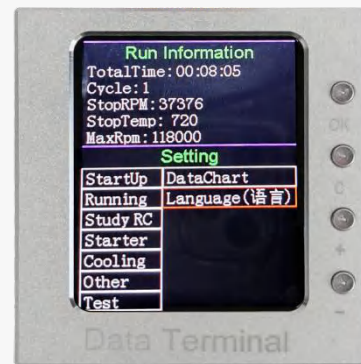 Run Information
TotalTime:00:08:05
Cycle:1
StopRPM:37376
StopTemp: 720
MaxRpm:118000
Setting
StartUp DataChart
Running Language(语言)
Study RC
Starter
Cooling
Other
Test
OK
C
+
-
Data Terminal